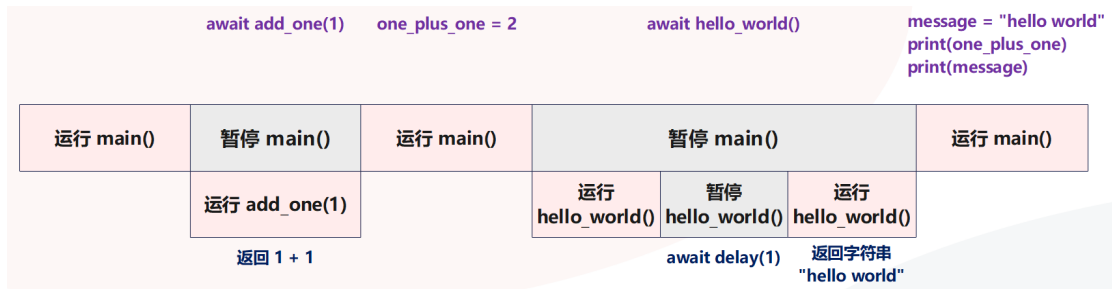 await add_one(1)
one_plus_one = 2
await hello_world()
message = "hello world"
print(one_plus_one)
print(message)
运行 main()
暂停 main()
运行 main()
暂停 main()
运行 main()
运行 add_one(1)
运行
hello_world()
暂停
hello_world()
运行
hello_world()
返回 1 + 1
await delay(1)
返回字符串
"hello world"